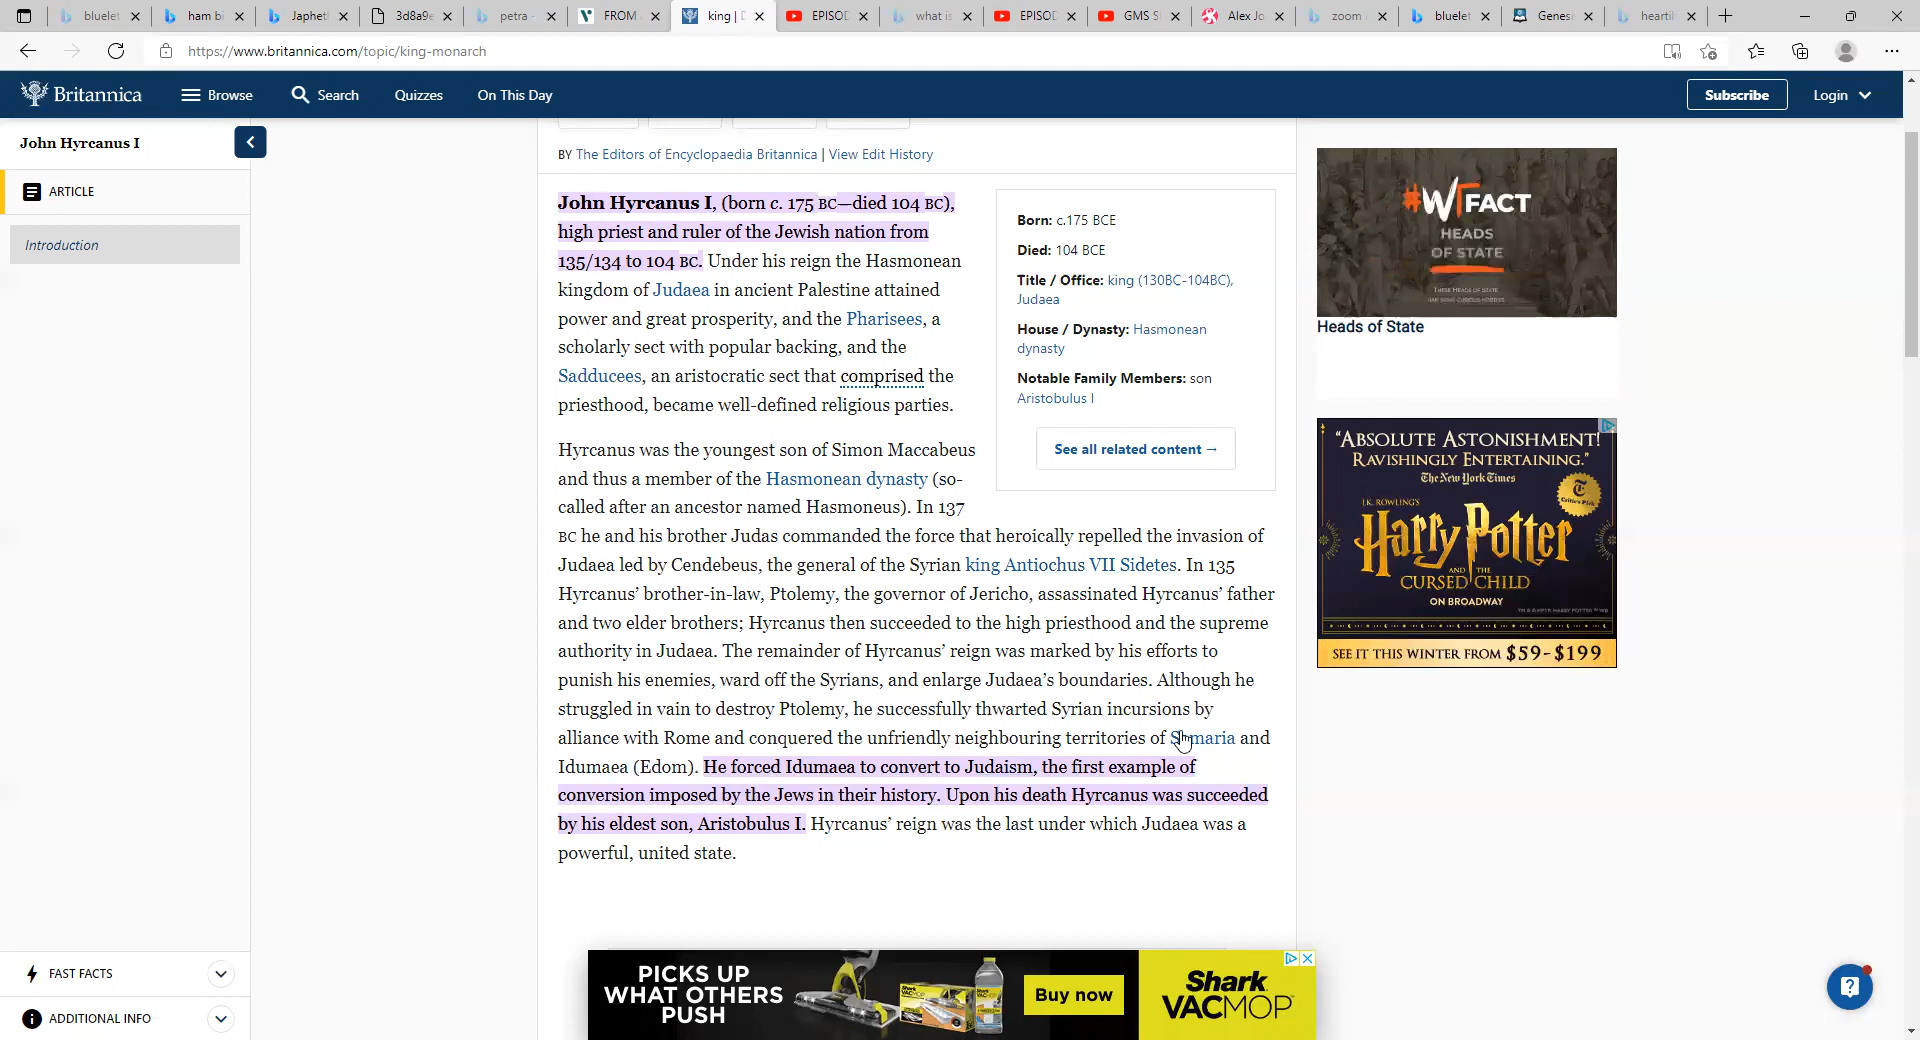 bluelet
ham bi
Japhet
3d8a9e
petra -
FROM
king | D
EPISOD
what is
EPISOD
GMS S
Alex Jo
zoom
bluelet
Genes
heartil
https://www.britannica.com/topic/king-monarch
Britannica
Browse
Search
Quizzes
On This Day
Subscribe
Login
John Hyrcanus I
ARTICLE
Introduction
FAST FACTS
ADDITIONAL INFO
BY The Editors of Encyclopaedia Britannica | View Edit History
John Hyrcanus I, (born c. 175 BC—died 104 BC),
high priest and ruler of the Jewish nation from
135/134 to 104 BC. Under his reign the Hasmonean
kingdom of Judaea in ancient Palestine attained
power and great prosperity, and the Pharisees, a
scholarly sect with popular backing, and the
Sadducees, an aristocratic sect that comprised the
priesthood, became well-defined religious parties.
Hyrcanus was the youngest son of Simon Maccabeus
and thus a member of the Hasmonean dynasty (so-
called after an ancestor named Hasmoneus). In 137
BC he and his brother Judas commanded the force that heroically repelled the invasion of
Judaea led by Cendebeus, the general of the Syrian king Antiochus VII Sidetes. In 135
Hyrcanus’ brother-in-law, Ptolemy, the governor of Jericho, assassinated Hyrcanus’ father
and two elder brothers; Hyrcanus then succeeded to the high priesthood and the supreme
authority in Judaea. The remainder of Hyrcanus’ reign was marked by his efforts to
punish his enemies, ward off the Syrians, and enlarge Judaea’s boundaries. Although he
struggled in vain to destroy Ptolemy, he successfully thwarted Syrian incursions by
alliance with Rome and conquered the unfriendly neighbouring territories of Samaria and
Idumaea (Edom). He forced Idumaea to convert to Judaism, the first example of
conversion imposed by the Jews in their history. Upon his death Hyrcanus was succeeded
by his eldest son, Aristobulus I. Hyrcanus’ reign was the last under which Judaea was a
powerful, united state.
Born: c.175 BCE
Died: 104 BCE
Title / Office: king (130BC-104BC),
Judaea
House / Dynasty: Hasmonean
dynasty
Notable Family Members: son
Aristobulus I
See all related content →
#WTFACT
HEADS
OF STATE
Heads of State
“ABSOLUTE ASTONISHMENT!
RAVISHINGLY ENTERTAINING.”
The New York Times
J.K. ROWLING'S
Harry Potter
AND THE
CURSED CHILD
ON BROADWAY
SEE IT THIS WINTER FROM $59-$199
PICKS UP
WHAT OTHERS
PUSH
Buy now
Shark
VACMOP